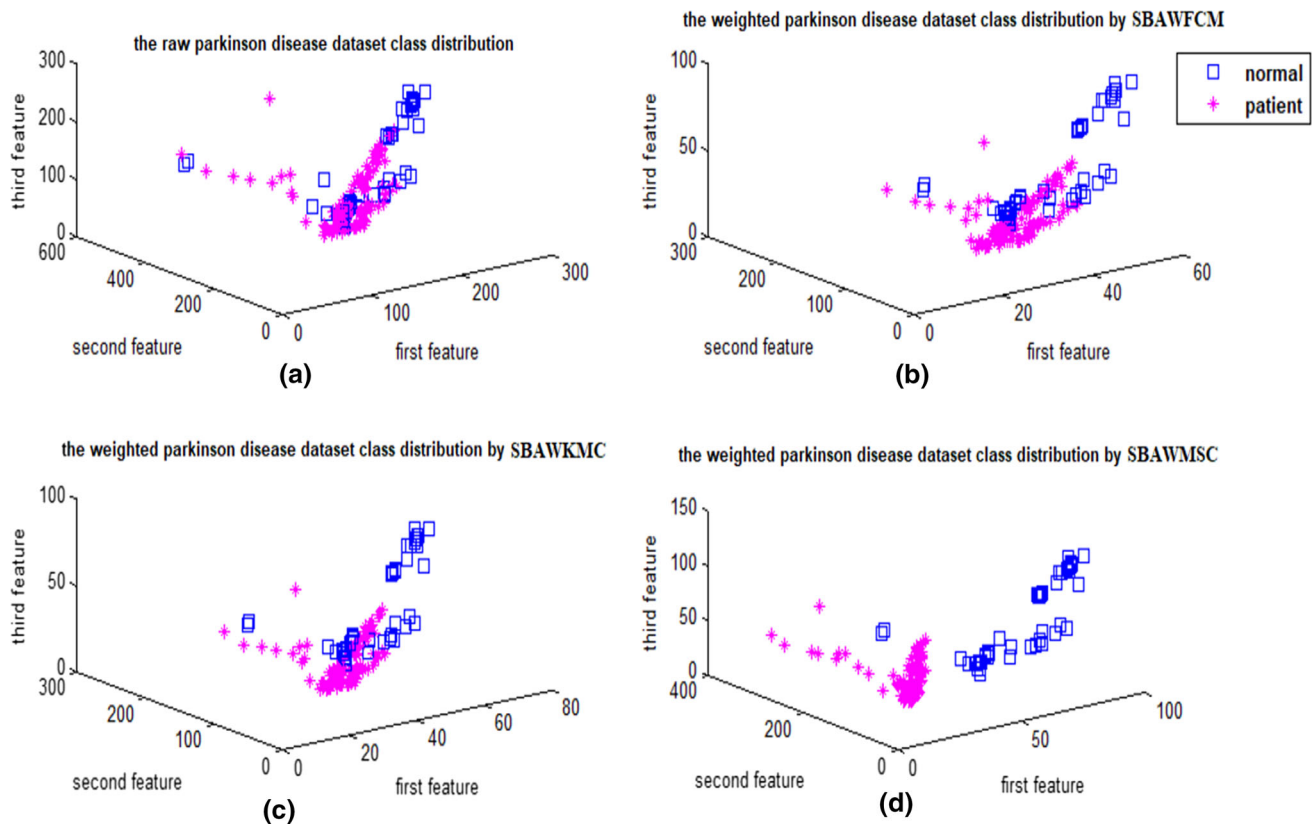 the raw parkinson disease dataset class distribution
300
200
100
0
third feature
600
400
200
0
second feature
0
100
200
300
first feature
(a)
the weighted parkinson disease dataset class distribution by SBAWFCM
100
50
0
third feature
300
200
100
0
second feature
0
20
40
60
first feature
(b)
normal
patient
the weighted parkinson disease dataset class distribution by SBAWKMC
100
50
0
third feature
300
200
100
0
second feature
0
20
40
60
80
first feature
(c)
the weighted parkinson disease dataset class distribution by SBAWMSC
150
100
50
0
third feature
400
200
0
second feature
0
50
100
first feature
(d)